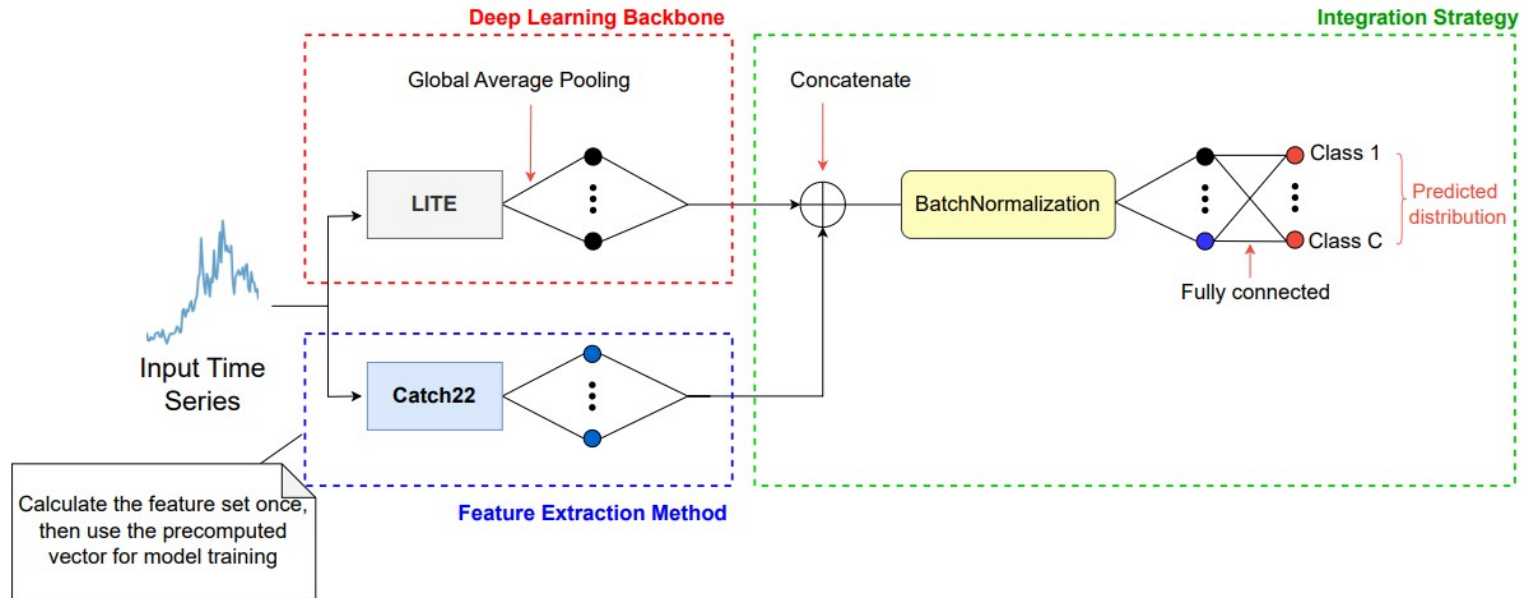 Deep Learning Backbone
Integration Strategy
Global Average Pooling
Concatenate
LITE
BatchNormalization
Class 1
Predicted
distribution
Class C
Fully connected
Input Time
Series
Catch22
Feature Extraction Method
Calculate the feature set once,
then use the precomputed
vector for model training